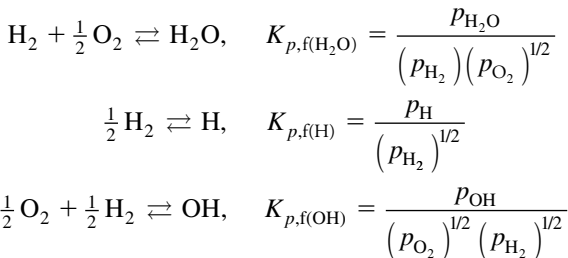 H₂ + ½ O₂ ⇄ H₂O, K_{p,f(H₂O)} = p_{H₂O} / (p_{H₂})(p_{O₂})^{1/2}
½ H₂ ⇄ H, K_{p,f(H)} = p_H / (p_{H₂})^{1/2}
½ O₂ + ½ H₂ ⇄ OH, K_{p,f(OH)} = p_{OH} / (p_{O₂})^{1/2} (p_{H₂})^{1/2}